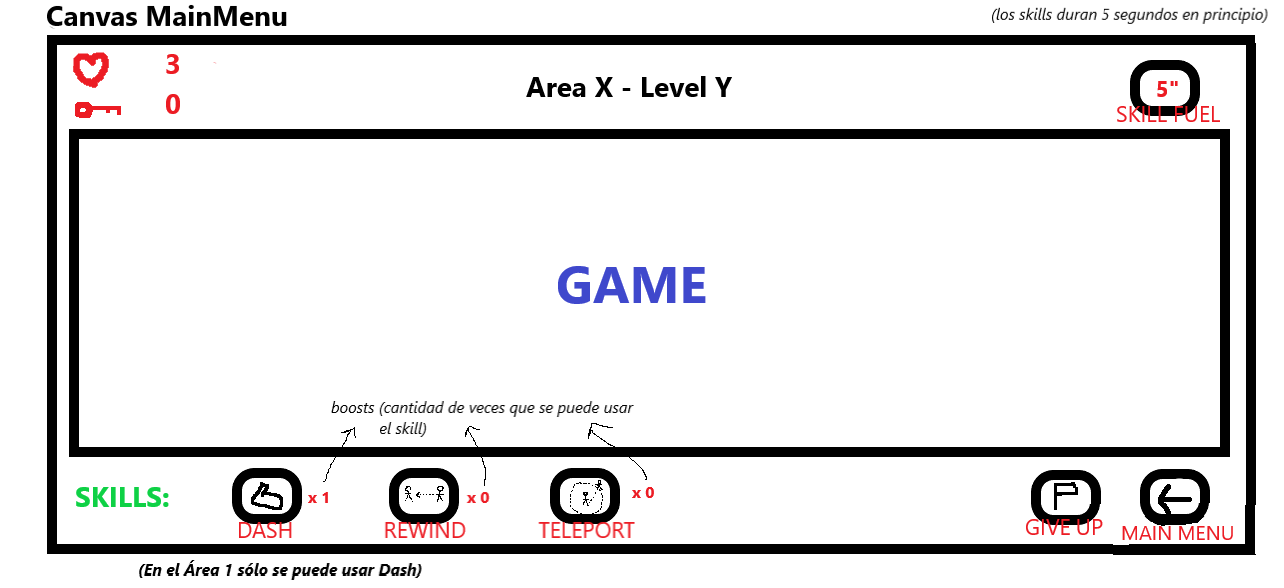 Canvas MainMenu
(los skills duran 5 segundos en principio)
3
0
Area X - Level Y
5"
SKILL FUEL
GAME
boosts (cantidad de veces que se puede usar
el skill)
SKILLS:
x 1
x 0
x 0
DASH
REWIND
TELEPORT
GIVE UP
MAIN MENU
(En el Área 1 sólo se puede usar Dash)